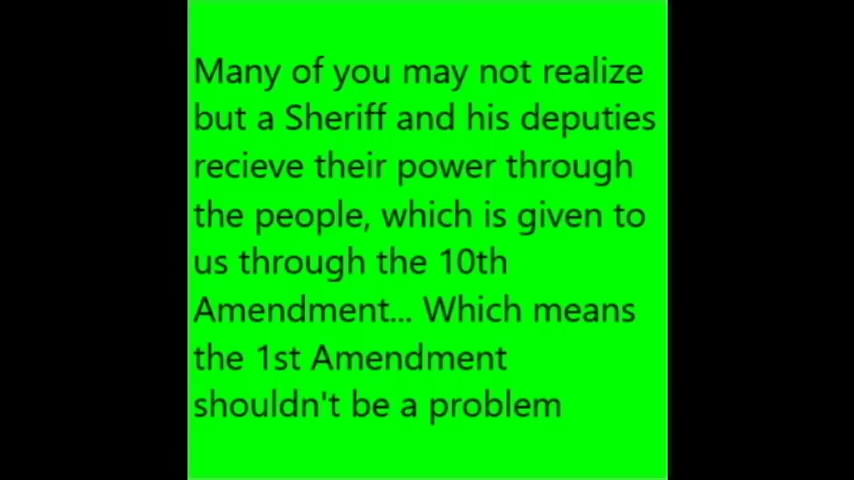 Many of you may not realize
but a Sheriff and his deputies
recieve their power through
the people, which is given to
us through the 10th
Amendment... Which means
the 1st Amendment
shouldn't be a problem